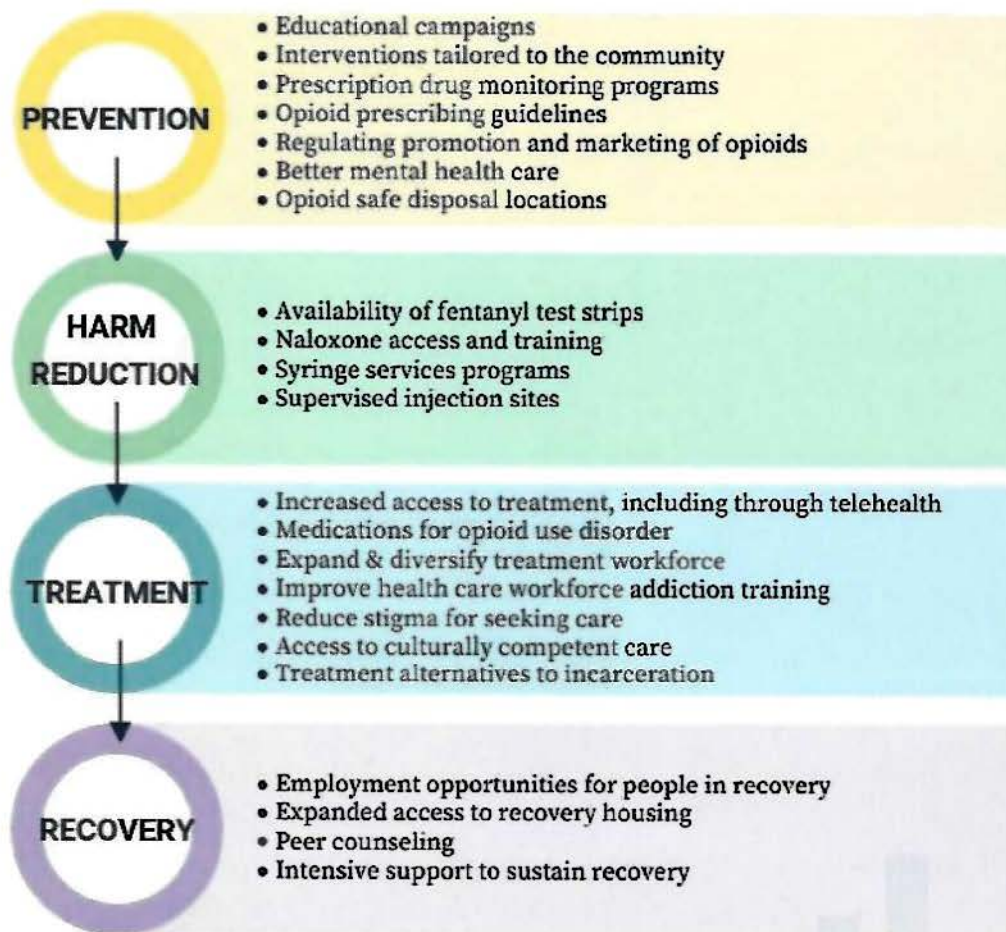 PREVENTION
• Educational campaigns
• Interventions tailored to the community
• Prescription drug monitoring programs
• Opioid prescribing guidelines
• Regulating promotion and marketing of opioids
• Better mental health care
• Opioid safe disposal locations
HARM
REDUCTION
• Availability of fentanyl test strips
• Naloxone access and training
• Syringe services programs
• Supervised injection sites
TREATMENT
• Increased access to treatment, including through telehealth
• Medications for opioid use disorder
• Expand & diversify treatment workforce
• Improve health care workforce addiction training
• Reduce stigma for seeking care
• Access to culturally competent care
• Treatment alternatives to incarceration
RECOVERY
• Employment opportunities for people in recovery
• Expanded access to recovery housing
• Peer counseling
• Intensive support to sustain recovery